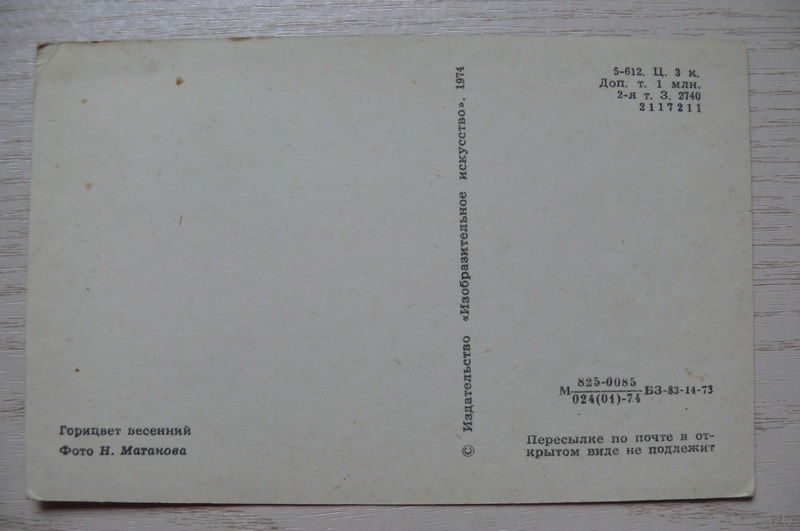 5-612. Ц. 3 к.
Доп. т. 1 млн.
2-я т. З. 2740
2117211
© Издательство «Изобразительное искусство». 1974
М 825-0085/024(01)-74 БЗ-83-14-73
Горицвет весенний
Фото Н. Матанова
Пересылке по почте в от-
крытом виде не подлежит